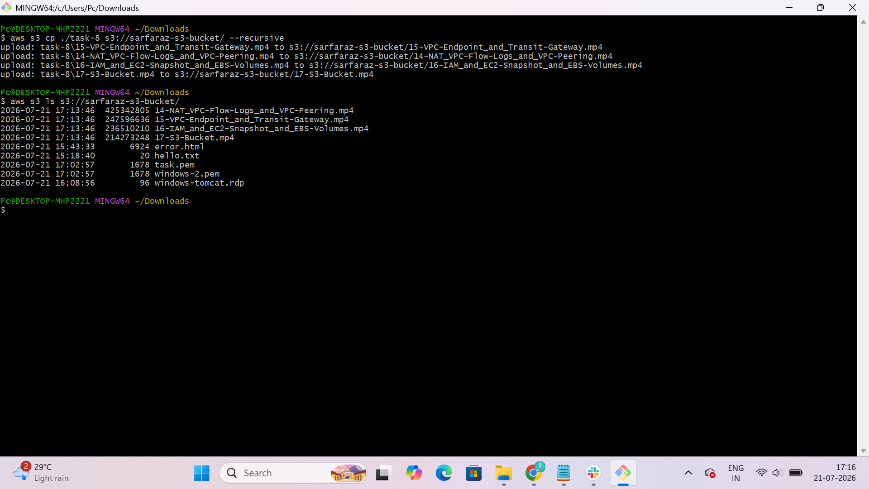 MINGW64:/c/Users/Pc/Downloads
Pc@DESKTOP-MHP2221 MINGW64 ~/Downloads
$ aws s3 cp ./task-8 s3://sarfaraz-s3-bucket/ --recursive
upload: task-8\15-VPC-Endpoint_and_Transit-Gateway.mp4 to s3://sarfaraz-s3-bucket/15-VPC-Endpoint_and_Transit-Gateway.mp4
upload: task-8\14-NAT_VPC-Flow-Logs_and_VPC-Peering.mp4 to s3://sarfaraz-s3-bucket/14-NAT_VPC-Flow-Logs_and_VPC-Peering.mp4
upload: task-8\16-IAM_and_EC2-Snapshot_and_EBS-Volumes.mp4 to s3://sarfaraz-s3-bucket/16-IAM_and_EC2-Snapshot_and_EBS-Volumes.mp4
upload: task-8\17-S3-Bucket.mp4 to s3://sarfaraz-s3-bucket/17-S3-Bucket.mp4
Pc@DESKTOP-MHP2221 MINGW64 ~/Downloads
$ aws s3 ls s3://sarfaraz-s3-bucket/
2026-07-21 17:13:46  425342805 14-NAT_VPC-Flow-Logs_and_VPC-Peering.mp4
2026-07-21 17:13:46  247596636 15-VPC-Endpoint_and_Transit-Gateway.mp4
2026-07-21 17:13:46  236510210 16-IAM_and_EC2-Snapshot_and_EBS-Volumes.mp4
2026-07-21 17:13:46  214273248 17-S3-Bucket.mp4
2026-07-21 15:43:33       6924 error.html
2026-07-21 15:18:40         20 hello.txt
2026-07-21 17:02:57       1678 task.pem
2026-07-21 17:02:57       1678 windows-2.pem
2026-07-21 16:08:56         96 windows-tomcat.rdp
Pc@DESKTOP-MHP2221 MINGW64 ~/Downloads
$
2
29°C
Light rain
Search
ENG
IN
17:16
21-07-2026